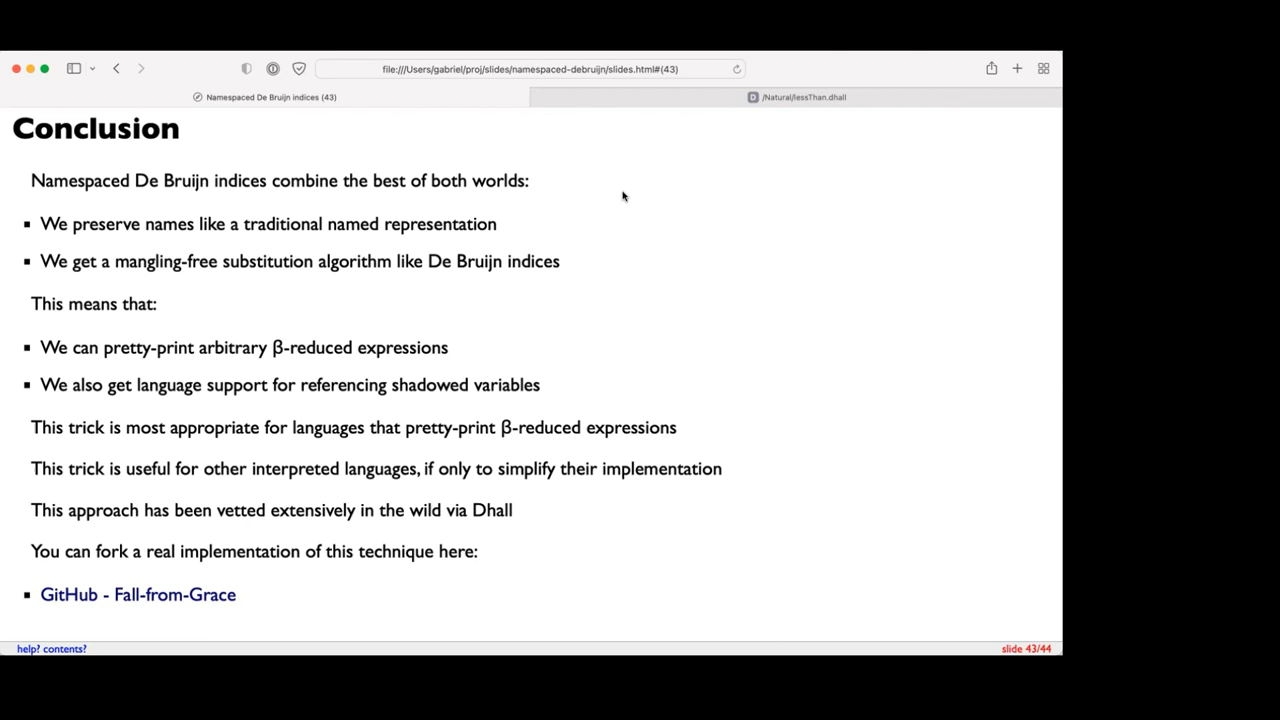 file:///Users/gabriel/proj/slides/namespaced-debruijn/slides.html#(43)
Namespaced De Bruijn indices (43)
D /Natural/lessThan.dhall
Conclusion
Namespaced De Bruijn indices combine the best of both worlds:
▪ We preserve names like a traditional named representation
▪ We get a mangling-free substitution algorithm like De Bruijn indices
This means that:
▪ We can pretty-print arbitrary β-reduced expressions
▪ We also get language support for referencing shadowed variables
This trick is most appropriate for languages that pretty-print β-reduced expressions
This trick is useful for other interpreted languages, if only to simplify their implementation
This approach has been vetted extensively in the wild via Dhall
You can fork a real implementation of this technique here:
▪ GitHub - Fall-from-Grace
help? contents?
slide 43/44